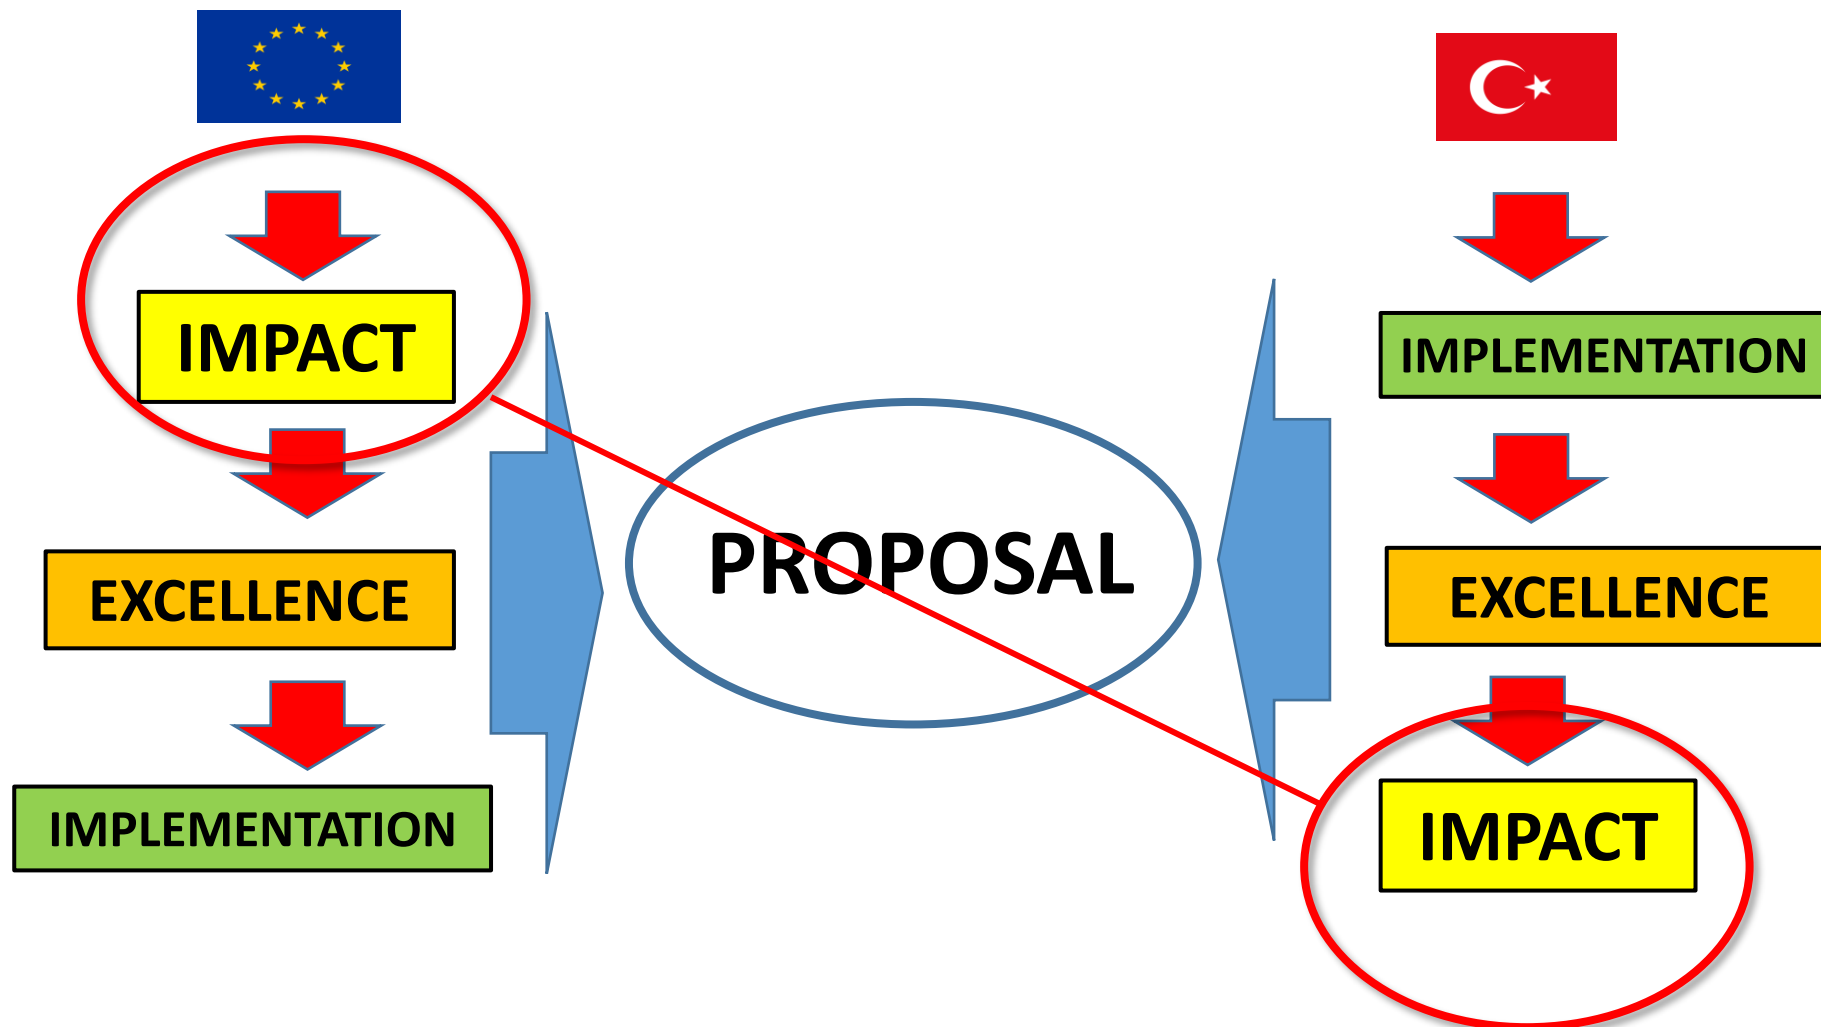 IMPACT
EXCELLENCE
IMPLEMENTATION
PROPOSAL
IMPLEMENTATION
EXCELLENCE
IMPACT